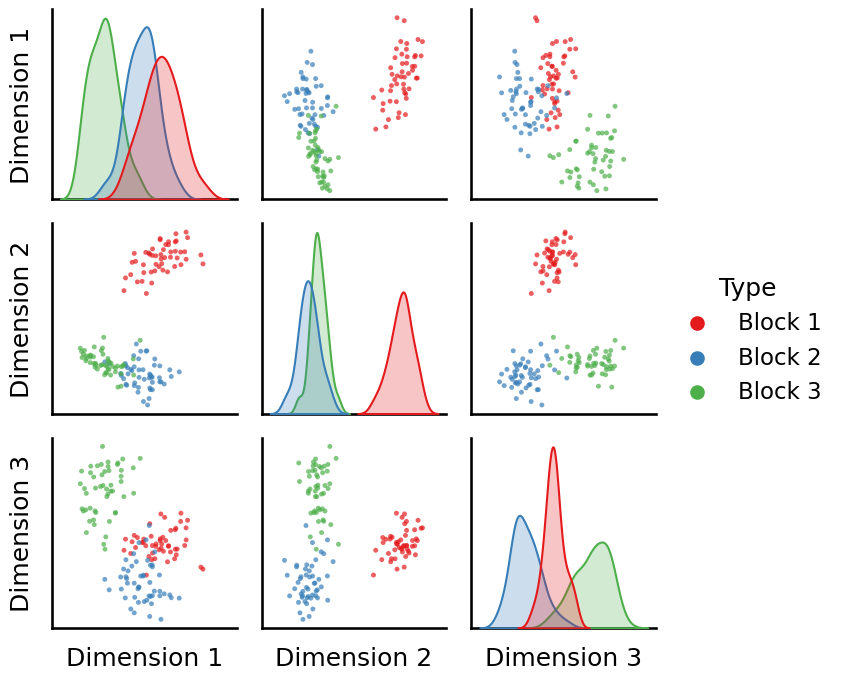 Dimension 1
Dimension 2
Dimension 3
Dimension 1
Dimension 2
Dimension 3
Type
Block 1
Block 2
Block 3